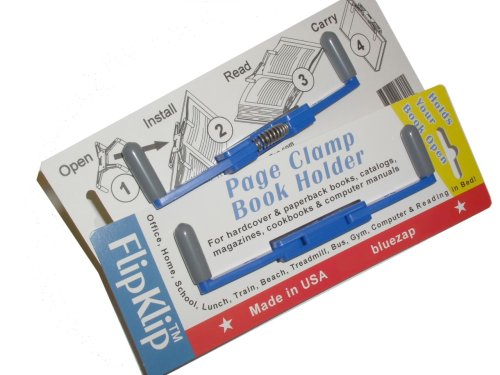 Open
Install
Read
Carry
1
2
3
4
Page Clamp
Book Holder
For hardcover & paperback books, catalogs,
magazines, cookbooks & computer manuals
Holds
Your
Book Open
Office, Home, School, Lunch, Train, Beach, Treadmill, Bus, Gym, Computer & Reading in Bed!
FlipKlip™
Made in USA
bluezap